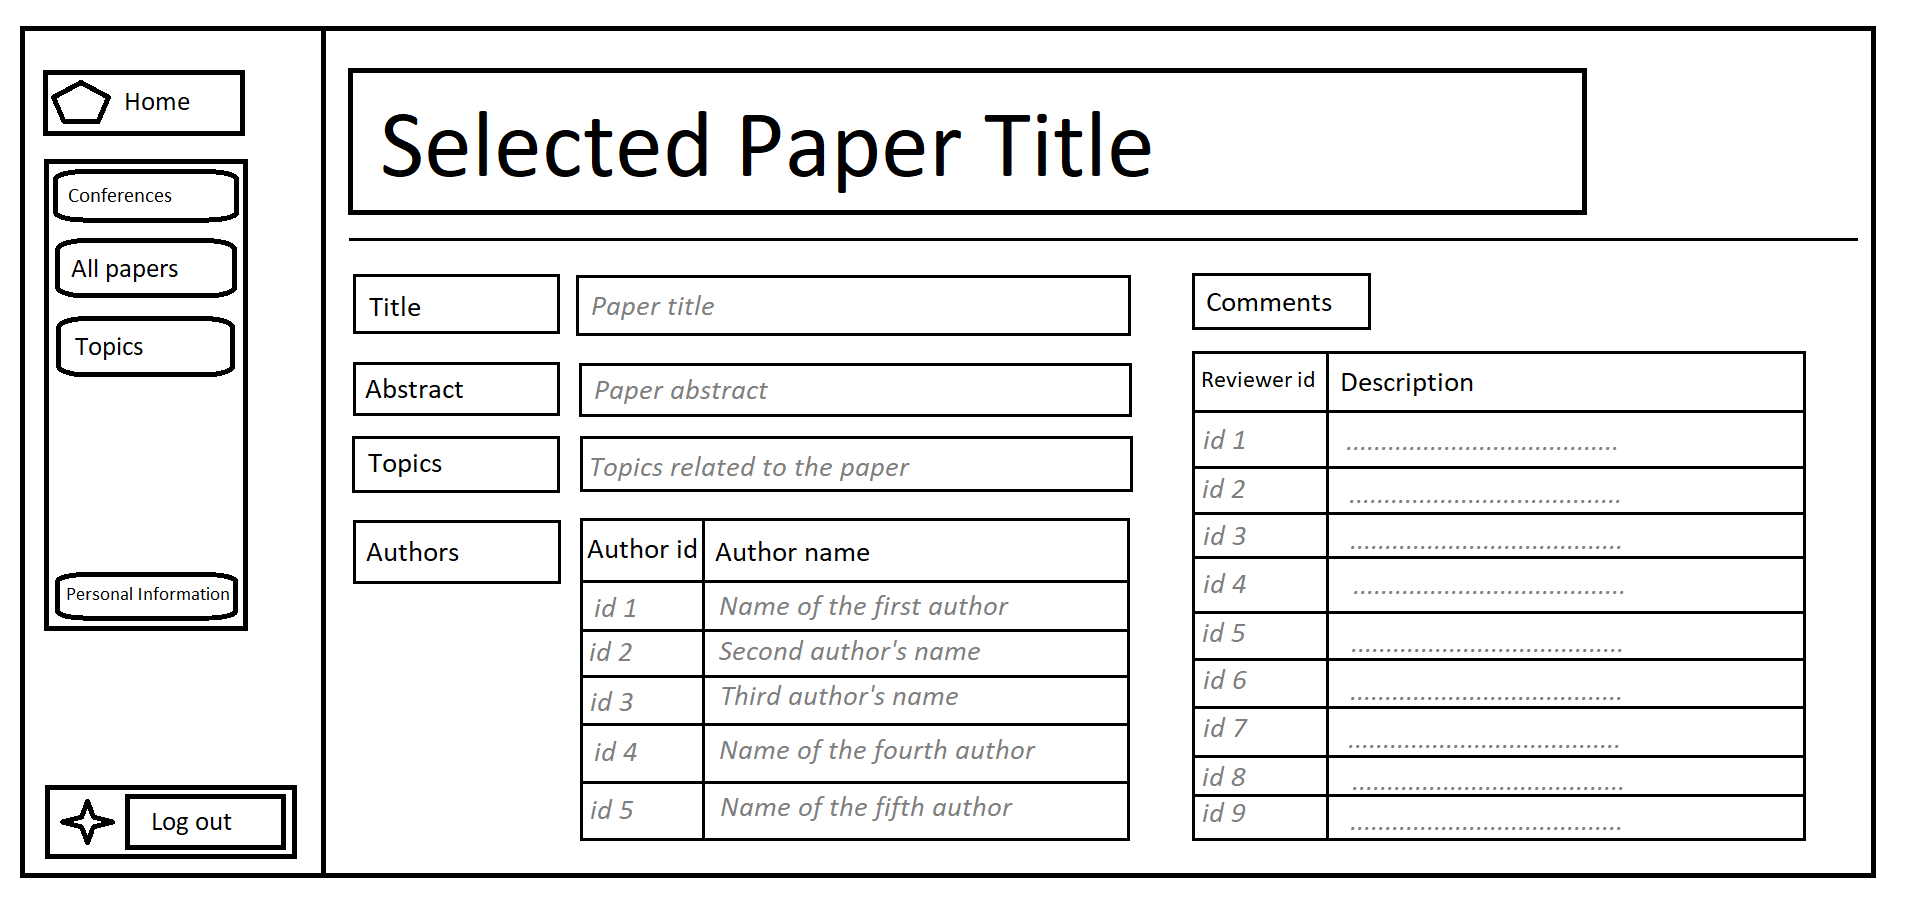 Home
Conferences
All papers
Topics
Personal Information
Log out
Selected Paper Title
Title
Paper title
Abstract
Paper abstract
Topics
Topics related to the paper
Authors
Author id Author name
id 1 Name of the first author
id 2 Second author's name
id 3 Third author's name
id 4 Name of the fourth author
id 5 Name of the fifth author
Comments
Reviewer id Description
id 1 .......................................
id 2 .......................................
id 3 .......................................
id 4 .......................................
id 5 .......................................
id 6 .......................................
id 7 .......................................
id 8 .......................................
id 9 .......................................